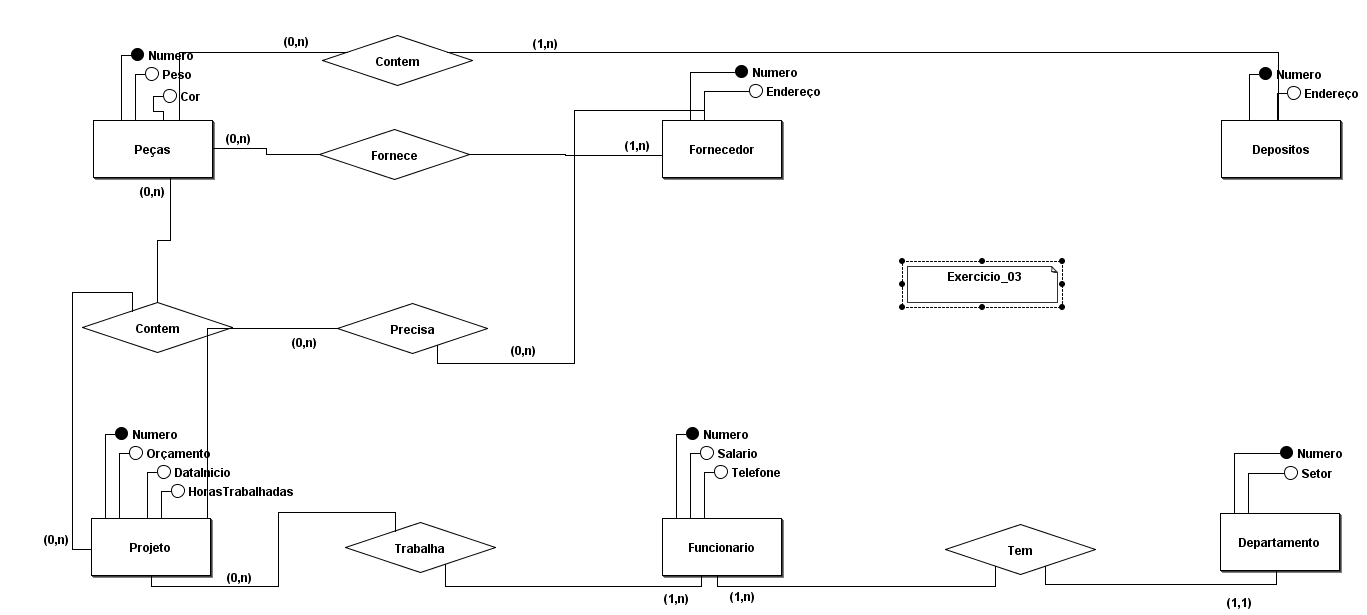 (0,n)
(1,n)
Numero
Contem
Peso
Numero
Numero
Cor
Endereço
Endereço
(0,n)
(1,n)
Peças
Fornece
Fornecedor
Depositos
(0,n)
Exercicio_03
Contem
Precisa
(0,n)
(0,n)
Numero
Numero
Orçamento
Salario
Numero
DataInicio
Telefone
Setor
HorasTrabalhadas
(0,n)
Projeto
Trabalha
Funcionario
Tem
Departamento
(0,n)
(1,n)
(1,n)
(1,1)